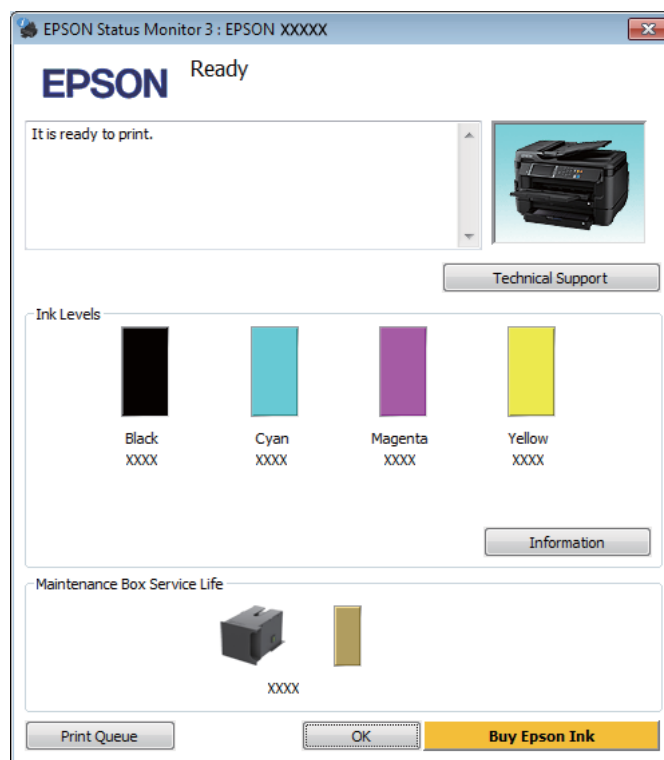 EPSON Status Monitor 3 : EPSON XXXXX
EPSON
Ready
It is ready to print.
Technical Support
Ink Levels
Black Cyan Magenta Yellow
XXXX XXXX XXXX XXXX
Information
Maintenance Box Service Life
XXXX
Print Queue OK Buy Epson Ink